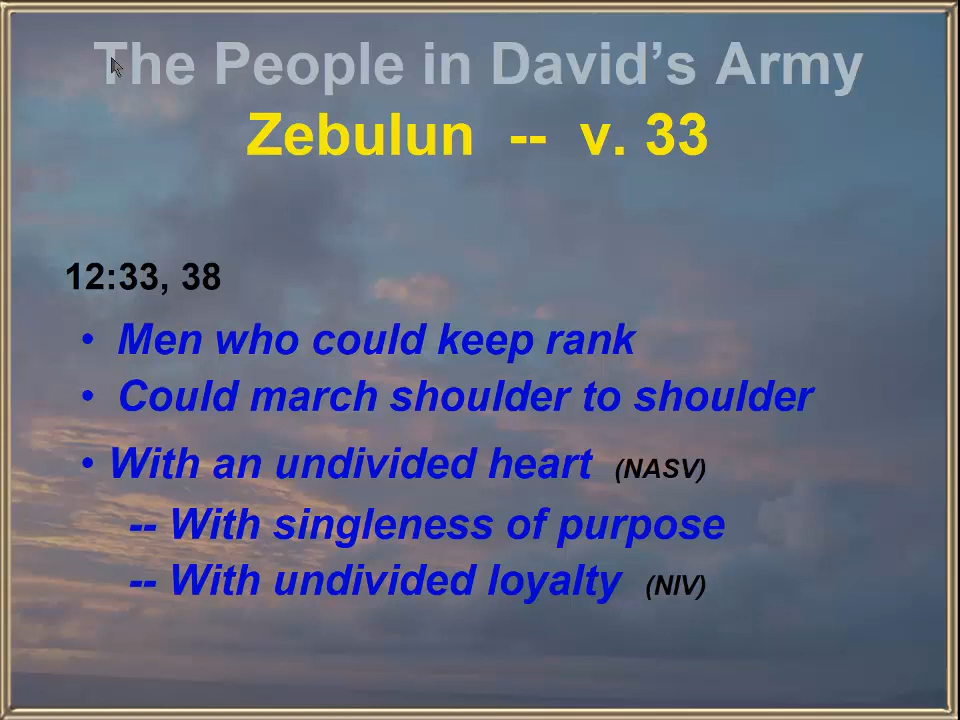 The People in David’s Army
Zebulun -- v. 33
12:33, 38
• Men who could keep rank
• Could march shoulder to shoulder
• With an undivided heart (NASV)
-- With singleness of purpose
-- With undivided loyalty (NIV)